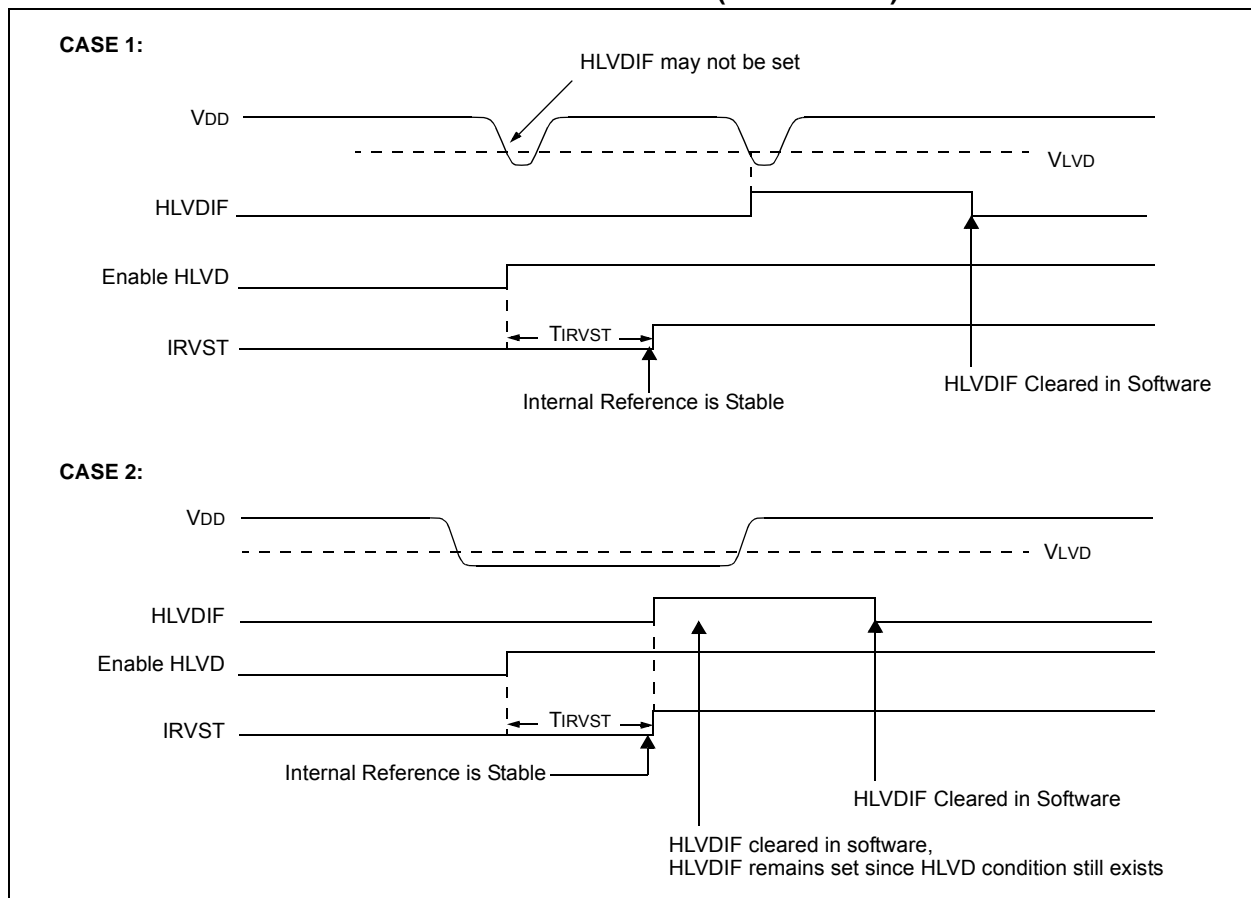 CASE 1:
HLVDIF may not be set
VDD
VLVD
HLVDIF
Enable HLVD
TIRVST
IRVST
HLVDIF Cleared in Software
Internal Reference is Stable
CASE 2:
VDD
VLVD
HLVDIF
Enable HLVD
TIRVST
IRVST
Internal Reference is Stable
HLVDIF Cleared in Software
HLVDIF cleared in software,
HLVDIF remains set since HLVD condition still exists